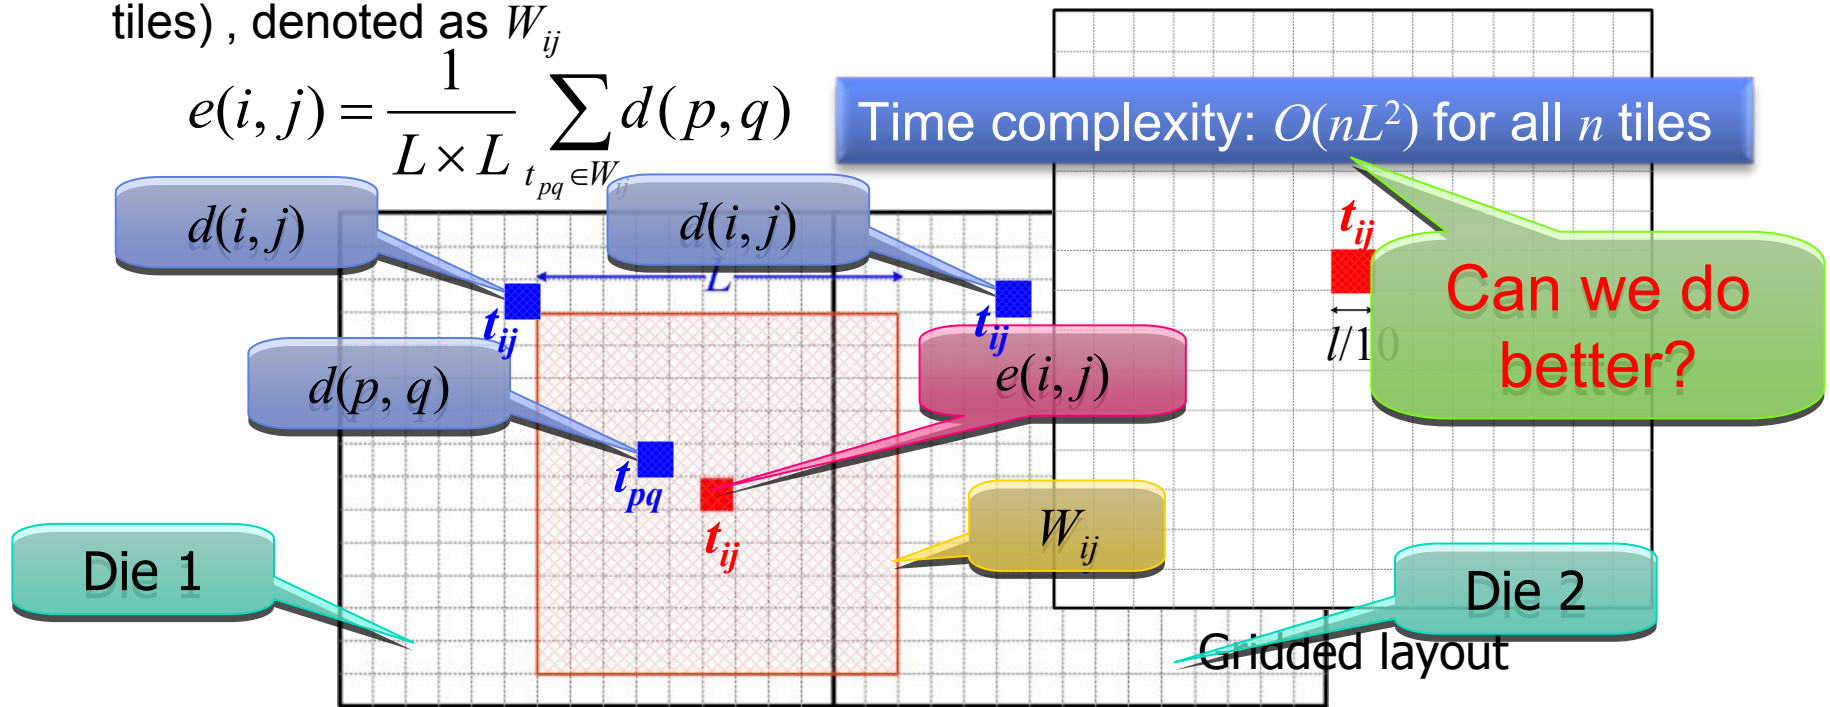 tiles) , denoted as W_ij
e(i, j) = 1 / (L × L) ∑_{t_pq ∈ W_ij} d(p, q)
Time complexity: O(nL²) for all n tiles
d(i, j)
d(i, j)
t_ij
L
Can we do
better?
t_ij
t_ij
l/10
d(p, q)
e(i, j)
t_pq
t_ij
W_ij
Die 1
Die 2
Gridded layout